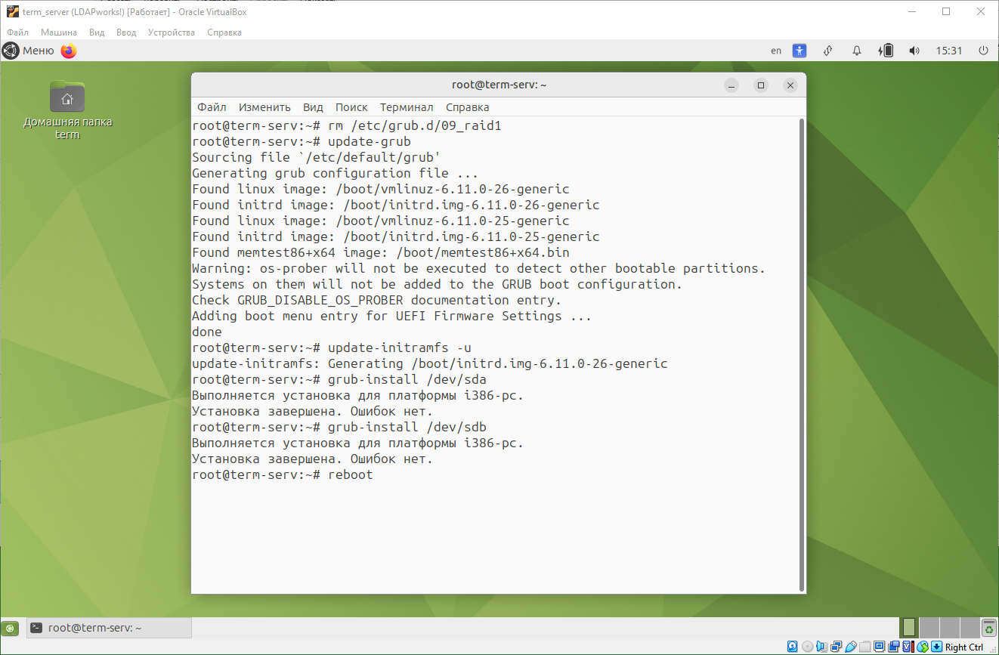 term_server (LDAPworks!) [Работает] - Oracle VirtualBox
Файл Машина Вид Ввод Устройства Справка
Меню en 15:31
Домашняя папка
term
root@term-serv: ~
Файл Изменить Вид Поиск Терминал Справка
root@term-serv:~# rm /etc/grub.d/09_raid1
root@term-serv:~# update-grub
Sourcing file `/etc/default/grub'
Generating grub configuration file ...
Found linux image: /boot/vmlinuz-6.11.0-26-generic
Found initrd image: /boot/initrd.img-6.11.0-26-generic
Found linux image: /boot/vmlinuz-6.11.0-25-generic
Found initrd image: /boot/initrd.img-6.11.0-25-generic
Found memtest86+x64 image: /boot/memtest86+x64.bin
Warning: os-prober will not be executed to detect other bootable partitions.
Systems on them will not be added to the GRUB boot configuration.
Check GRUB_DISABLE_OS_PROBER documentation entry.
Adding boot menu entry for UEFI Firmware Settings ...
done
root@term-serv:~# update-initramfs -u
update-initramfs: Generating /boot/initrd.img-6.11.0-26-generic
root@term-serv:~# grub-install /dev/sda
Выполняется установка для платформы i386-pc.
Установка завершена. Ошибок нет.
root@term-serv:~# grub-install /dev/sdb
Выполняется установка для платформы i386-pc.
Установка завершена. Ошибок нет.
root@term-serv:~# reboot
root@term-serv: ~
Right Ctrl